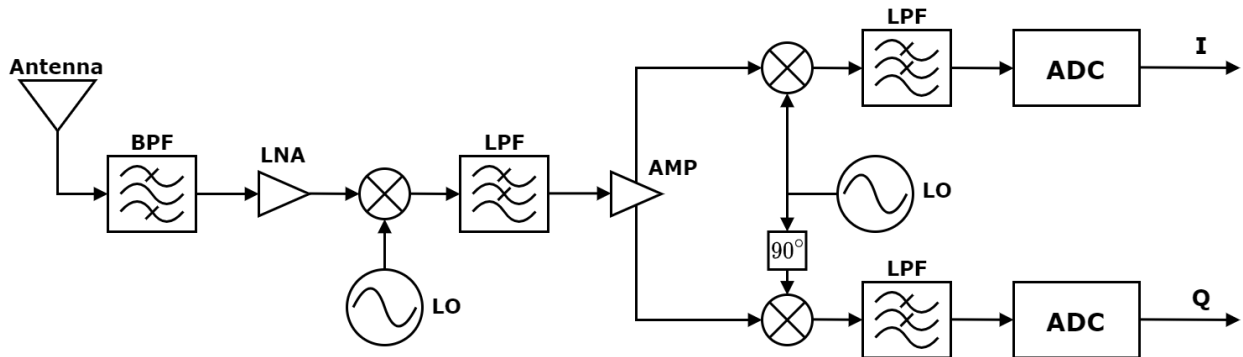 Antenna
BPF
LNA
LO
LPF
AMP
LO
90°
LPF
ADC
I
LPF
ADC
Q